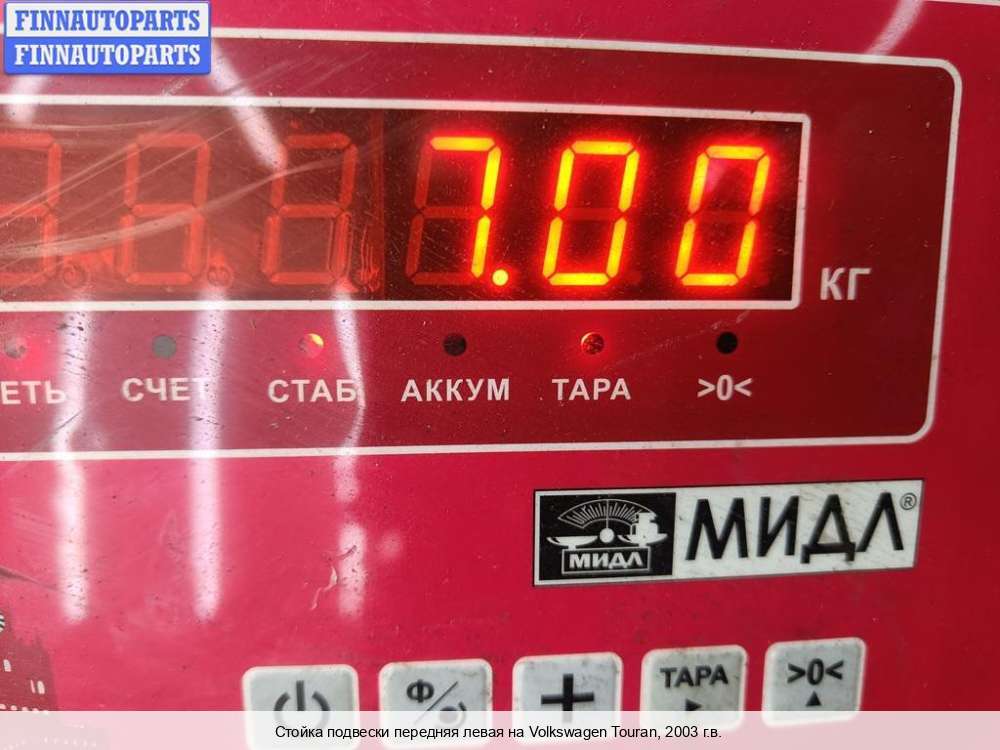 FINNAUTOPARTS
FINNAUTOPARTS
7.00
КГ
ЕТЬ СЧЕТ СТАБ АККУМ ТАРА >0<
МИДЛ МИДЛ®
Ф ТАРА >0<
Стойка подвески передняя левая на Volkswagen Touran, 2003 г.в.